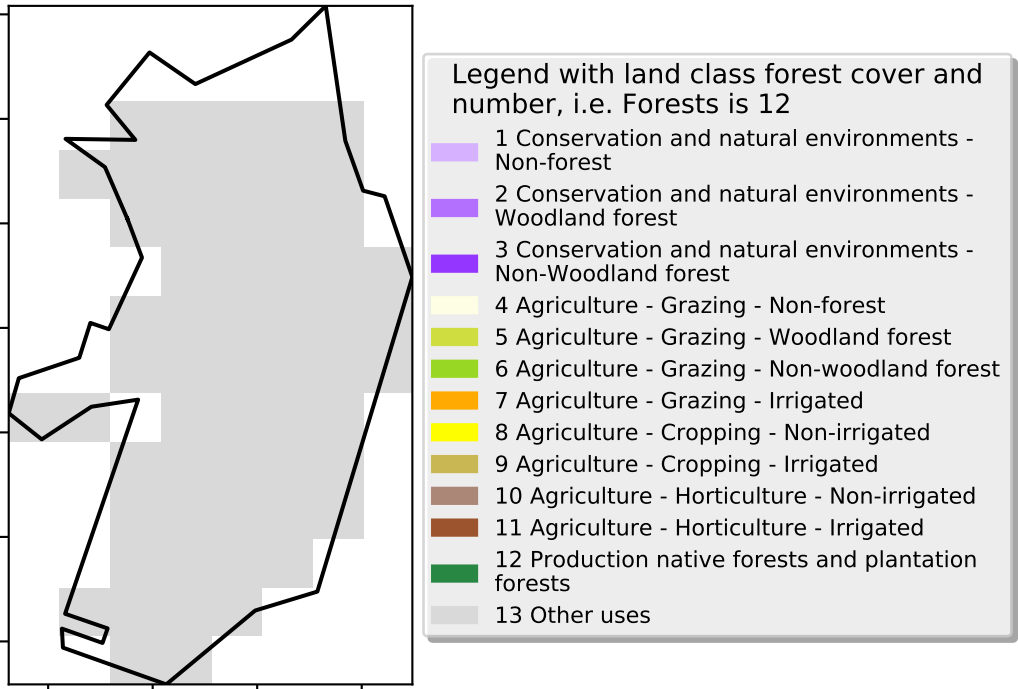 Legend with land class forest cover and
number, i.e. Forests is 12
1 Conservation and natural environments -
Non-forest
2 Conservation and natural environments -
Woodland forest
3 Conservation and natural environments -
Non-Woodland forest
4 Agriculture - Grazing - Non-forest
5 Agriculture - Grazing - Woodland forest
6 Agriculture - Grazing - Non-woodland forest
7 Agriculture - Grazing - Irrigated
8 Agriculture - Cropping - Non-irrigated
9 Agriculture - Cropping - Irrigated
10 Agriculture - Horticulture - Non-irrigated
11 Agriculture - Horticulture - Irrigated
12 Production native forests and plantation
forests
13 Other uses